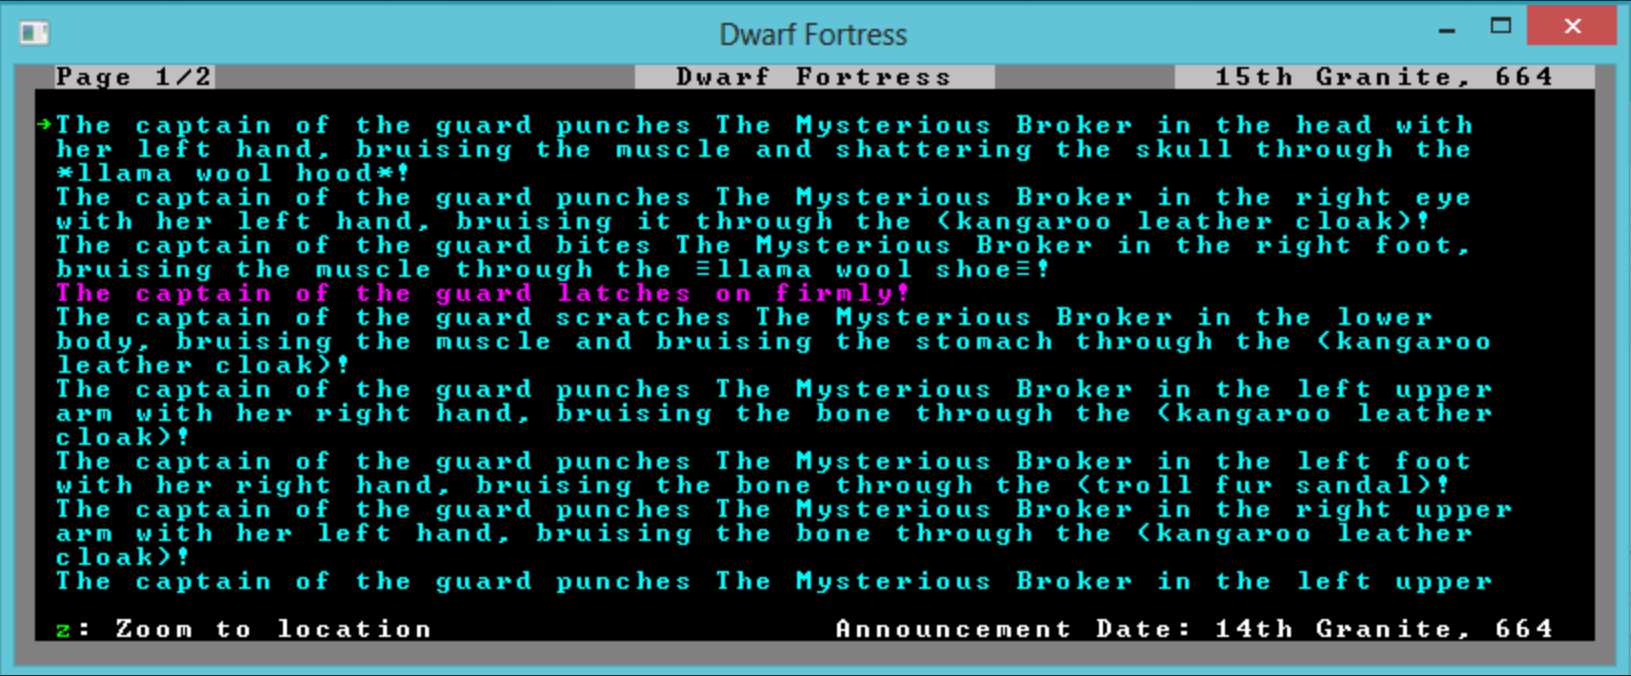 Dwarf Fortress
Page 1/2 Dwarf Fortress 15th Granite, 664
→The captain of the guard punches The Mysterious Broker in the head with
her left hand, bruising the muscle and shattering the skull through the
*llama wool hood*!
The captain of the guard punches The Mysterious Broker in the right eye
with her left hand, bruising it through the (kangaroo leather cloak)!
The captain of the guard bites The Mysterious Broker in the right foot,
bruising the muscle through the ≡llama wool shoe≡!
The captain of the guard latches on firmly!
The captain of the guard scratches The Mysterious Broker in the lower
body, bruising the muscle and bruising the stomach through the (kangaroo
leather cloak)!
The captain of the guard punches The Mysterious Broker in the left upper
arm with her right hand, bruising the bone through the (kangaroo leather
cloak)!
The captain of the guard punches The Mysterious Broker in the left foot
with her right hand, bruising the bone through the (troll fur sandal)!
The captain of the guard punches The Mysterious Broker in the right upper
arm with her left hand, bruising the bone through the (kangaroo leather
cloak)!
The captain of the guard punches The Mysterious Broker in the left upper
z: Zoom to location Announcement Date: 14th Granite, 664